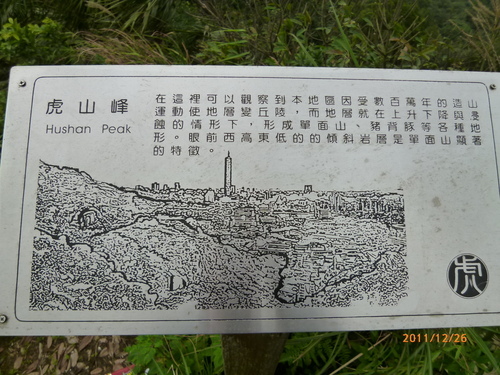 虎山峰
Hushan Peak
在這裡可以觀察到本地區因受數百萬年的造山
運動使地層變丘陵，而地層就在上升下降與浸
蝕的情形下，形成單面山、豬背豚等各種地
形。眼前西高東低的的傾斜岩層是單面山顯著
的特徵。
虎
2011/12/26